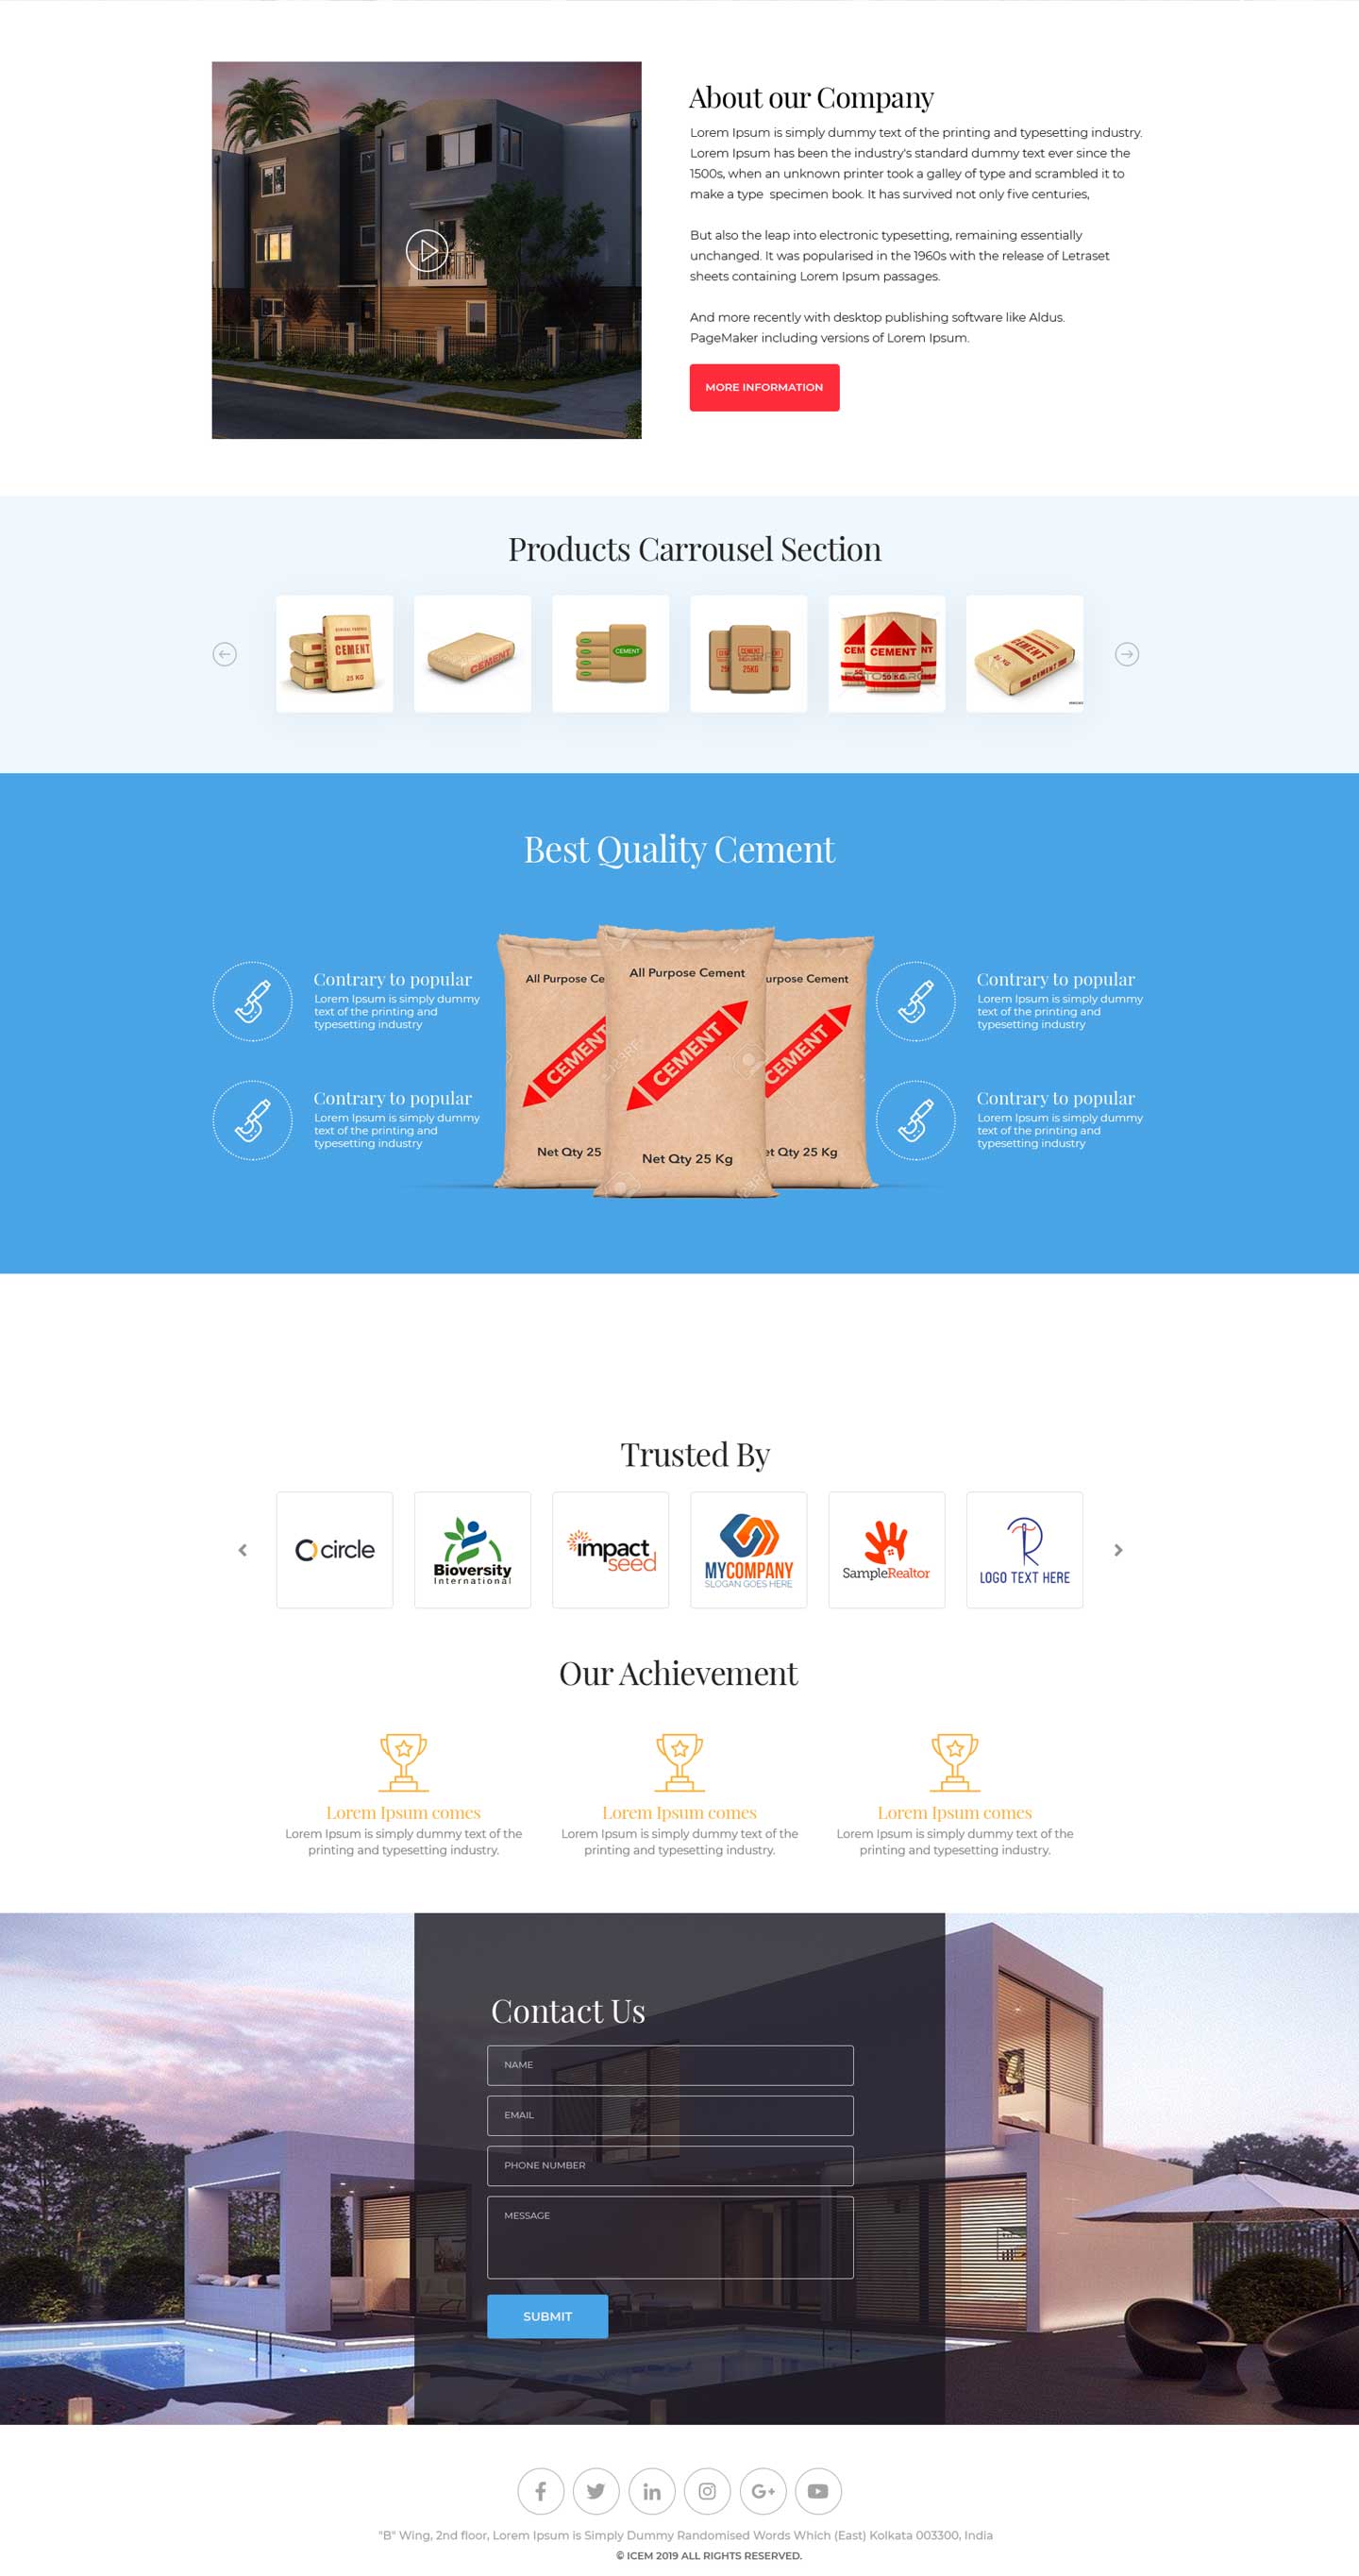 About our Company
Lorem Ipsum is simply dummy text of the printing and typesetting industry.
Lorem Ipsum has been the industry's standard dummy text ever since the
1500s, when an unknown printer took a galley of type and scrambled it to
make a type specimen book. It has survived not only five centuries,
But also the leap into electronic typesetting, remaining essentially
unchanged. It was popularised in the 1960s with the release of Letraset
sheets containing Lorem Ipsum passages.
And more recently with desktop publishing software like Aldus.
PageMaker including versions of Lorem Ipsum.
MORE INFORMATION
Products Carrousel Section
CEMENT
25 KG
CEMENT
CEMENT
CEMENT
25KG
CEM
CEMENT
NT
50 KG
CEMENT
Best Quality Cement
Contrary to popular
Lorem Ipsum is simply dummy
text of the printing and
typesetting industry
Contrary to popular
Lorem Ipsum is simply dummy
text of the printing and
typesetting industry
All Purpose Ce
All Purpose Cement
urpose Cement
CEMENT
CEMENT
CEMENT
Net Qty 25
Net Qty 25 Kg
et Qty 25 Kg
Contrary to popular
Lorem Ipsum is simply dummy
text of the printing and
typesetting industry
Contrary to popular
Lorem Ipsum is simply dummy
text of the printing and
typesetting industry
Trusted By
circle
Bioversity
International
impact
seed
MYCOMPANY
SLOGAN GOES HERE
SampleRealtor
LOGO TEXT HERE
Our Achievement
Lorem Ipsum comes
Lorem Ipsum is simply dummy text of the
printing and typesetting industry.
Lorem Ipsum comes
Lorem Ipsum is simply dummy text of the
printing and typesetting industry.
Lorem Ipsum comes
Lorem Ipsum is simply dummy text of the
printing and typesetting industry.
Contact Us
NAME
EMAIL
PHONE NUMBER
MESSAGE
SUBMIT
"B" Wing, 2nd floor, Lorem Ipsum is Simply Dummy Randomised Words Which (East) Kolkata 003300, India
© ICEM 2019 ALL RIGHTS RESERVED.